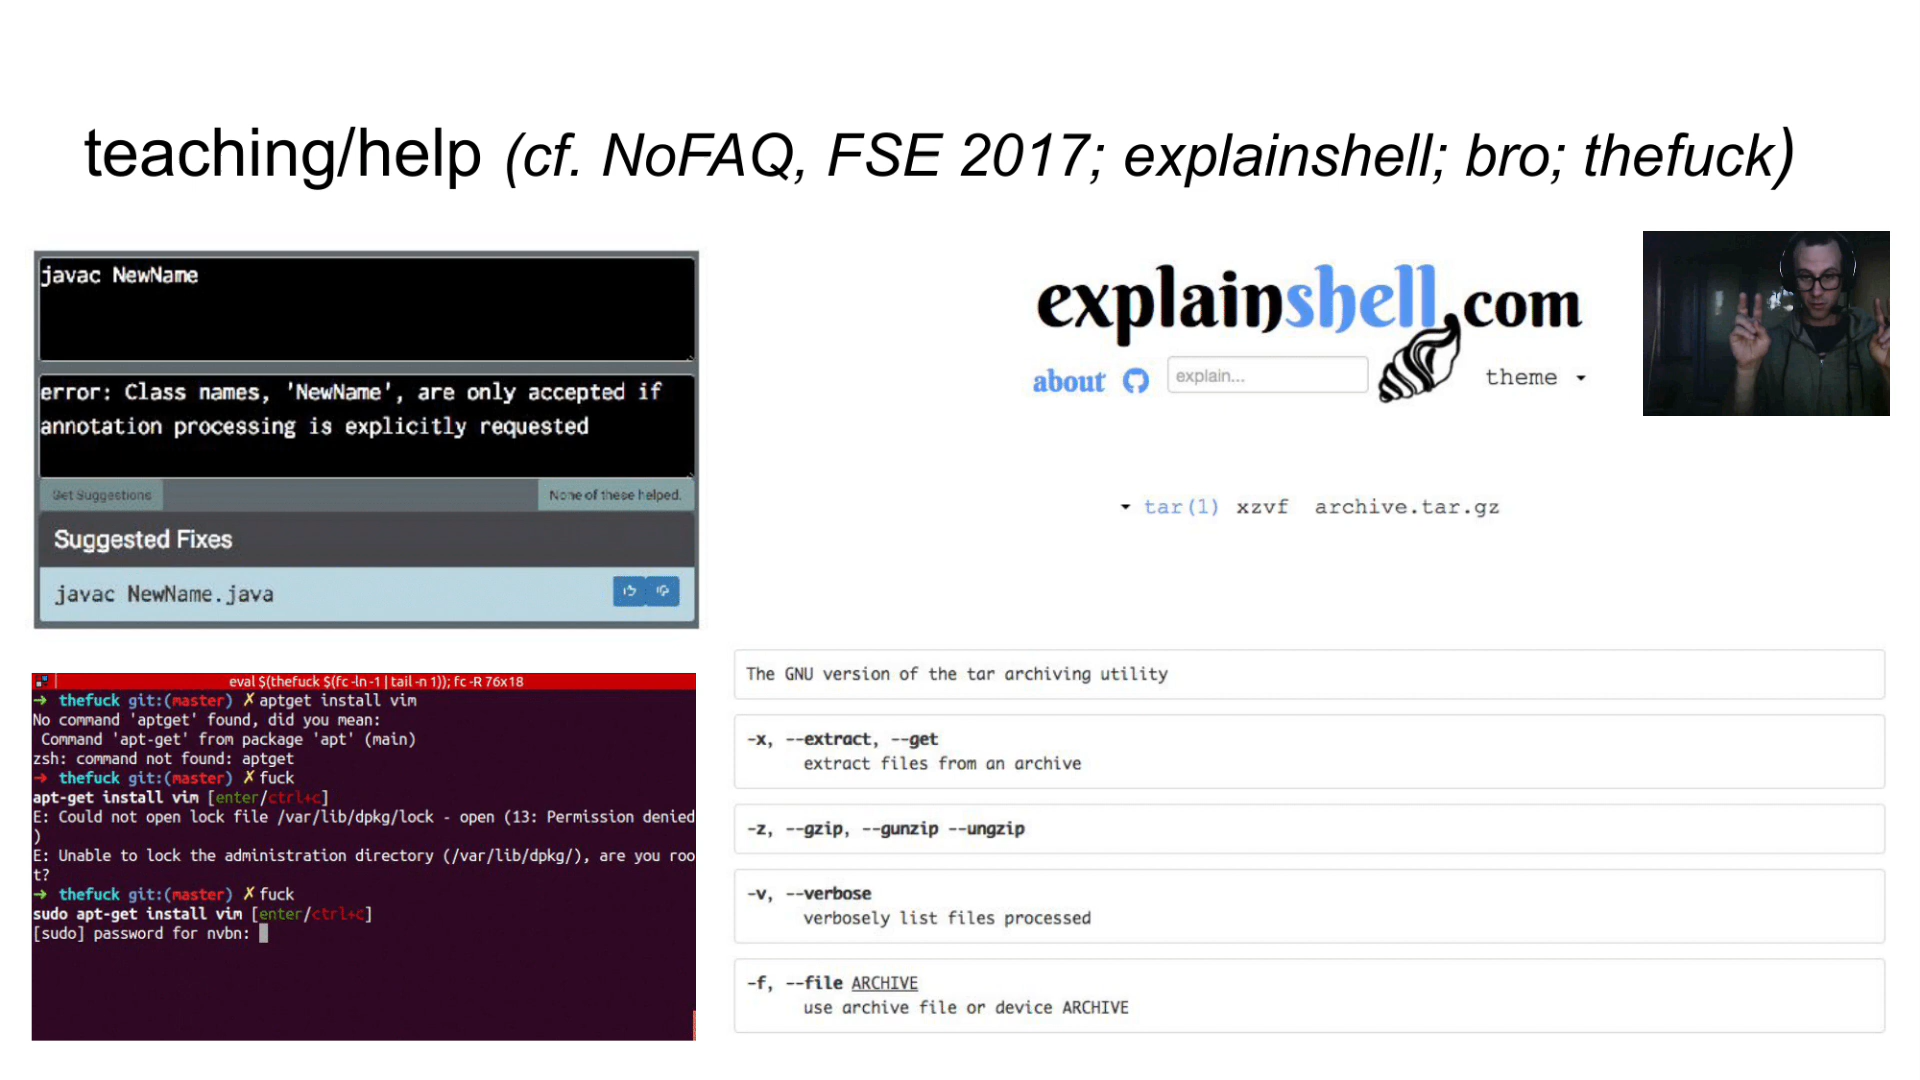 teaching/help (cf. NoFAQ, FSE 2017; explainshell; bro; thefuck)
javac NewName
error: Class names, 'NewName', are only accepted if
annotation processing is explicitly requested
Get Suggestions
None of these helped.
Suggested Fixes
javac NewName.java
eval $(thefuck $(fc -ln -1 | tail -n 1)); fc -R 76x18
➜ thefuck git:(master) ✗ aptget install vim
No command 'aptget' found, did you mean:
Command 'apt-get' from package 'apt' (main)
zsh: command not found: aptget
➜ thefuck git:(master) ✗ fuck
apt-get install vim [enter/ctrl+c]
E: Could not open lock file /var/lib/dpkg/lock - open (13: Permission denied
)
E: Unable to lock the administration directory (/var/lib/dpkg/), are you roo
t?
➜ thefuck git:(master) ✗ fuck
sudo apt-get install vim [enter/ctrl+c]
[sudo] password for nvbn:
explainshell.com
about
explain...
theme
tar(1) xzvf archive.tar.gz
The GNU version of the tar archiving utility
-x, --extract, --get
extract files from an archive
-z, --gzip, --gunzip --ungzip
-v, --verbose
verbosely list files processed
-f, --file ARCHIVE
use archive file or device ARCHIVE